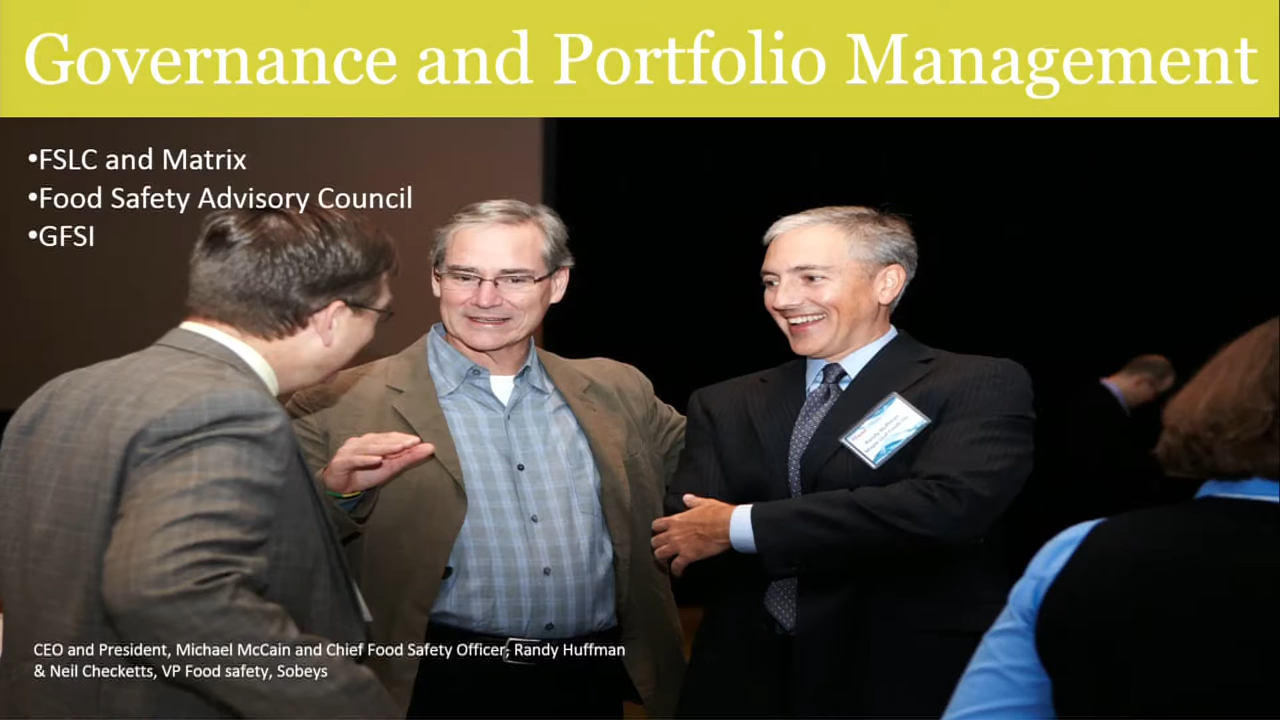 Governance and Portfolio Management
•FSLC and Matrix
•Food Safety Advisory Council
•GFSI
CEO and President, Michael McCain and Chief Food Safety Officer, Randy Huffman
& Neil Checketts, VP Food safety, Sobeys